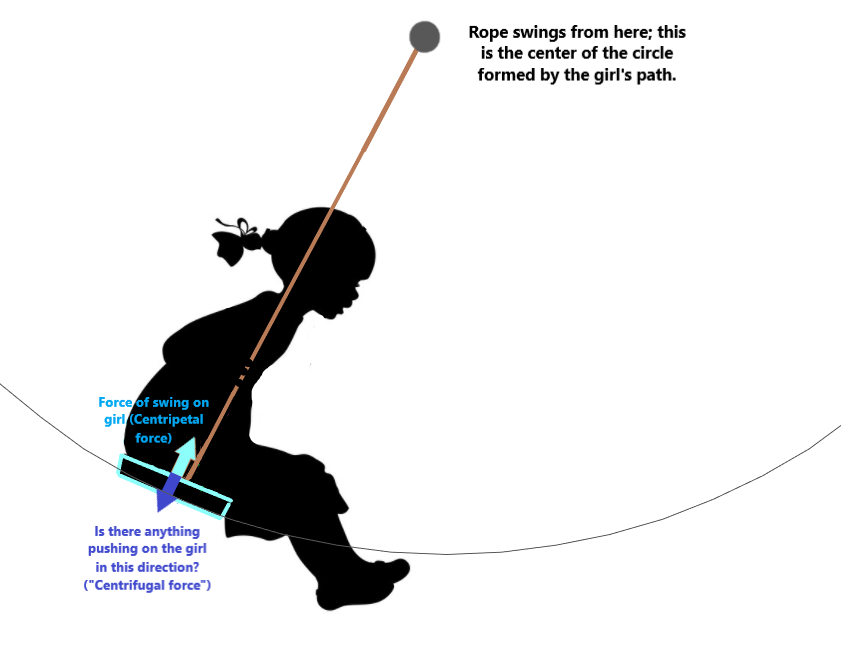 Rope swings from here; this
is the center of the circle
formed by the girl's path.
Force of swing on
girl (Centripetal
force)
Is there anything
pushing on the girl
in this direction?
("Centrifugal force")